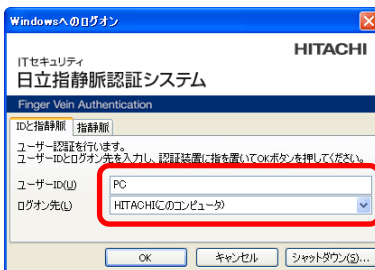 Windowsへのログオン
HITACHI
ITセキュリティ
日立指静脈認証システム
Finger Vein Authentication
IDと指静脈 指静脈
ユーザー認証を行います。
ユーザーIDとログオン先を入力し、認証装置に指を置いてOKボタンを押してください。
ユーザーID(U) PC
ログオン先(L) HITACHI(このコンピュータ)
OK キャンセル シャットダウン(S)...